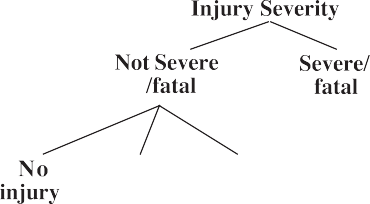 Injury Severity
Not Severe
/fatal
Severe/
fatal
No
injury